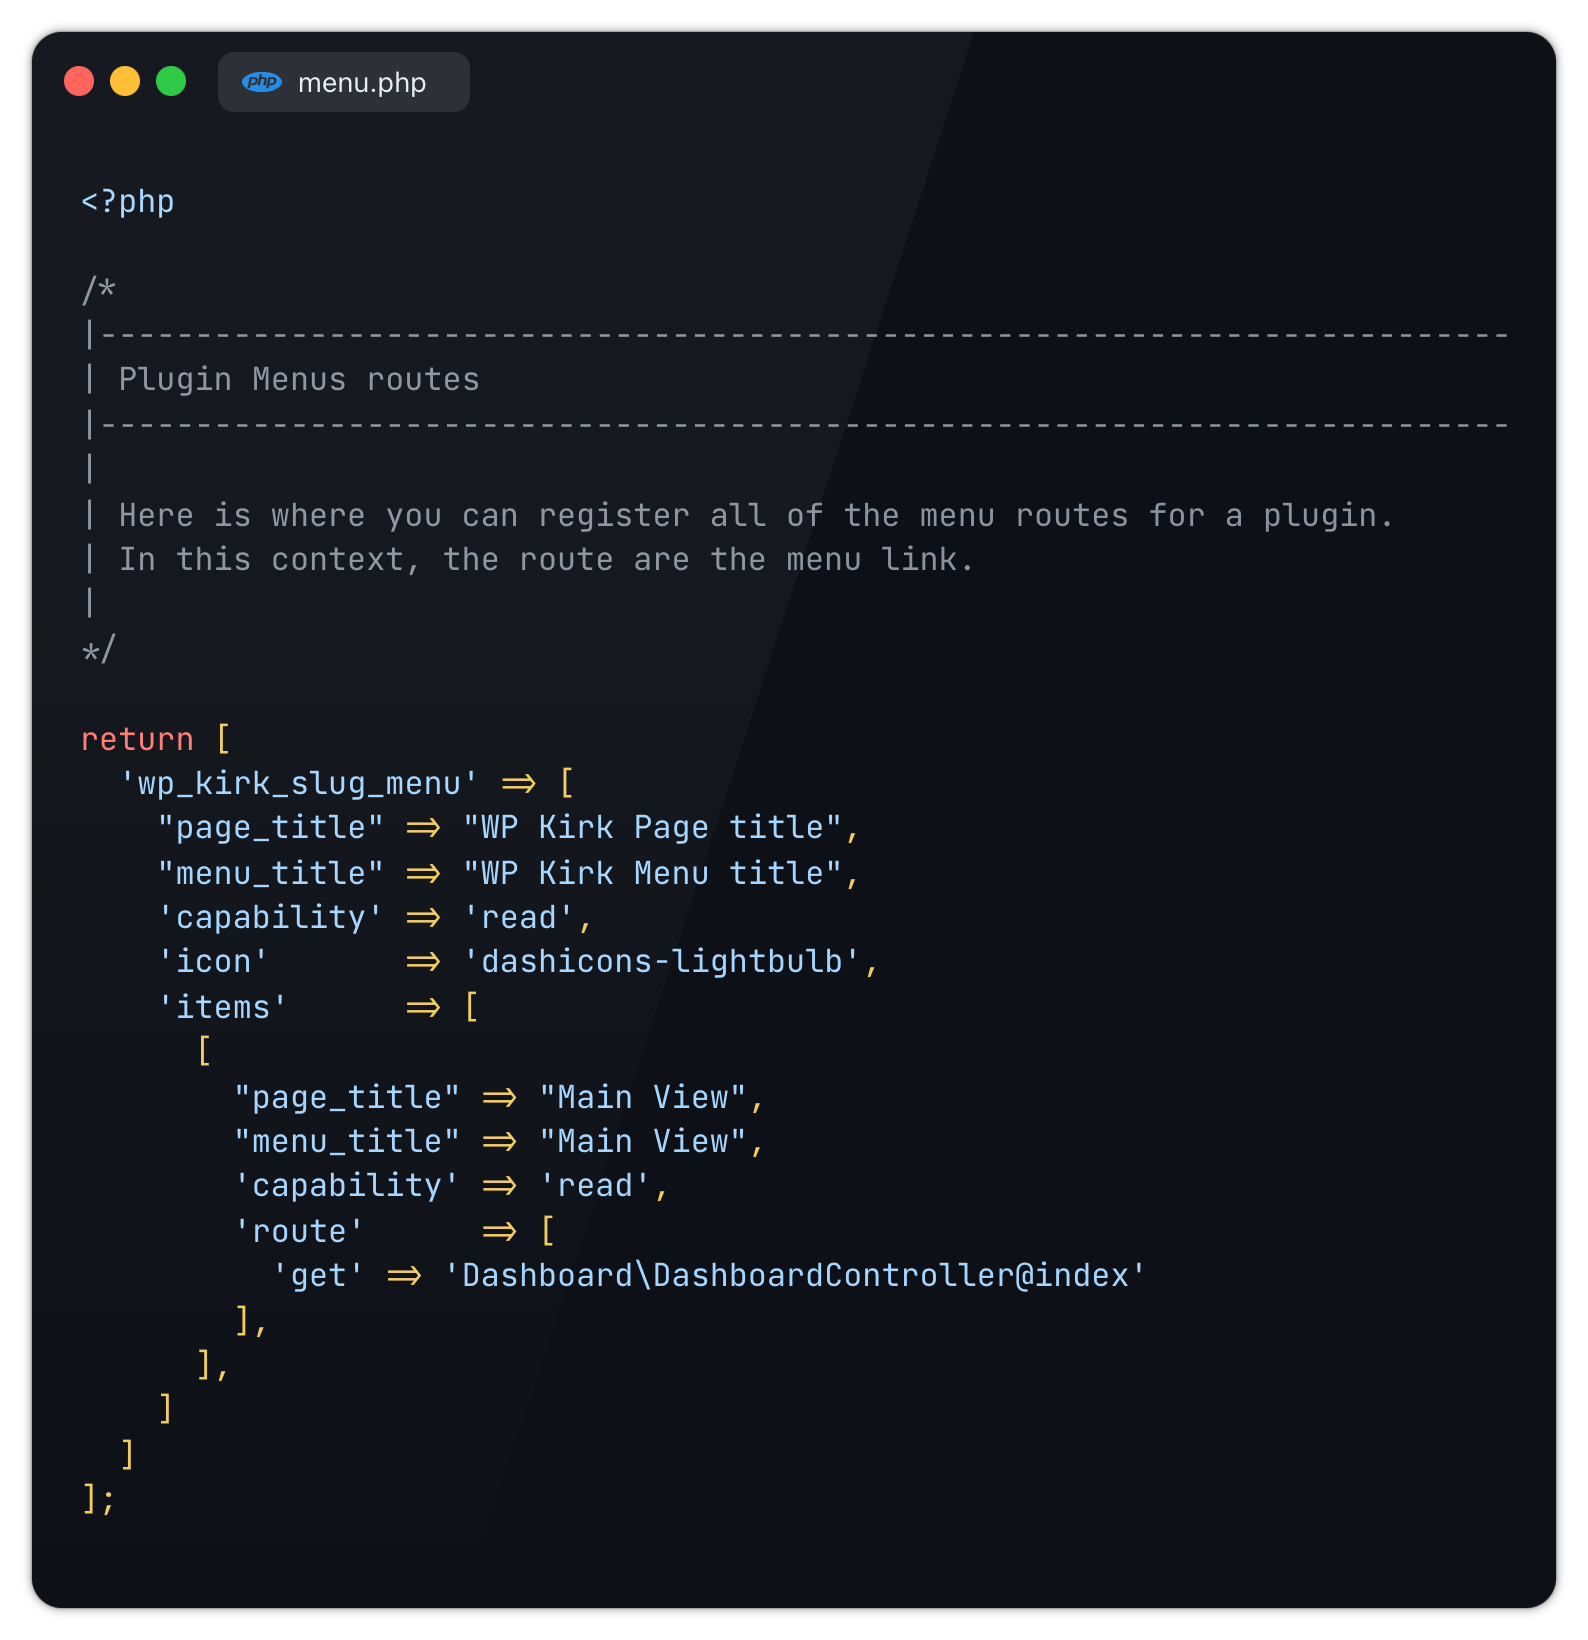 php menu.php
<?php
/*
|--------------------------------------------------------------------------
| Plugin Menus routes
|--------------------------------------------------------------------------
|
| Here is where you can register all of the menu routes for a plugin.
| In this context, the route are the menu link.
|
*/
return [
  'wp_kirk_slug_menu' => [
    "page_title" => "WP Kirk Page title",
    "menu_title" => "WP Kirk Menu title",
    'capability' => 'read',
    'icon'       => 'dashicons-lightbulb',
    'items'      => [
      [
        "page_title" => "Main View",
        "menu_title" => "Main View",
        'capability' => 'read',
        'route'      => [
          'get' => 'Dashboard\DashboardController@index'
        ],
      ],
    ]
  ]
];